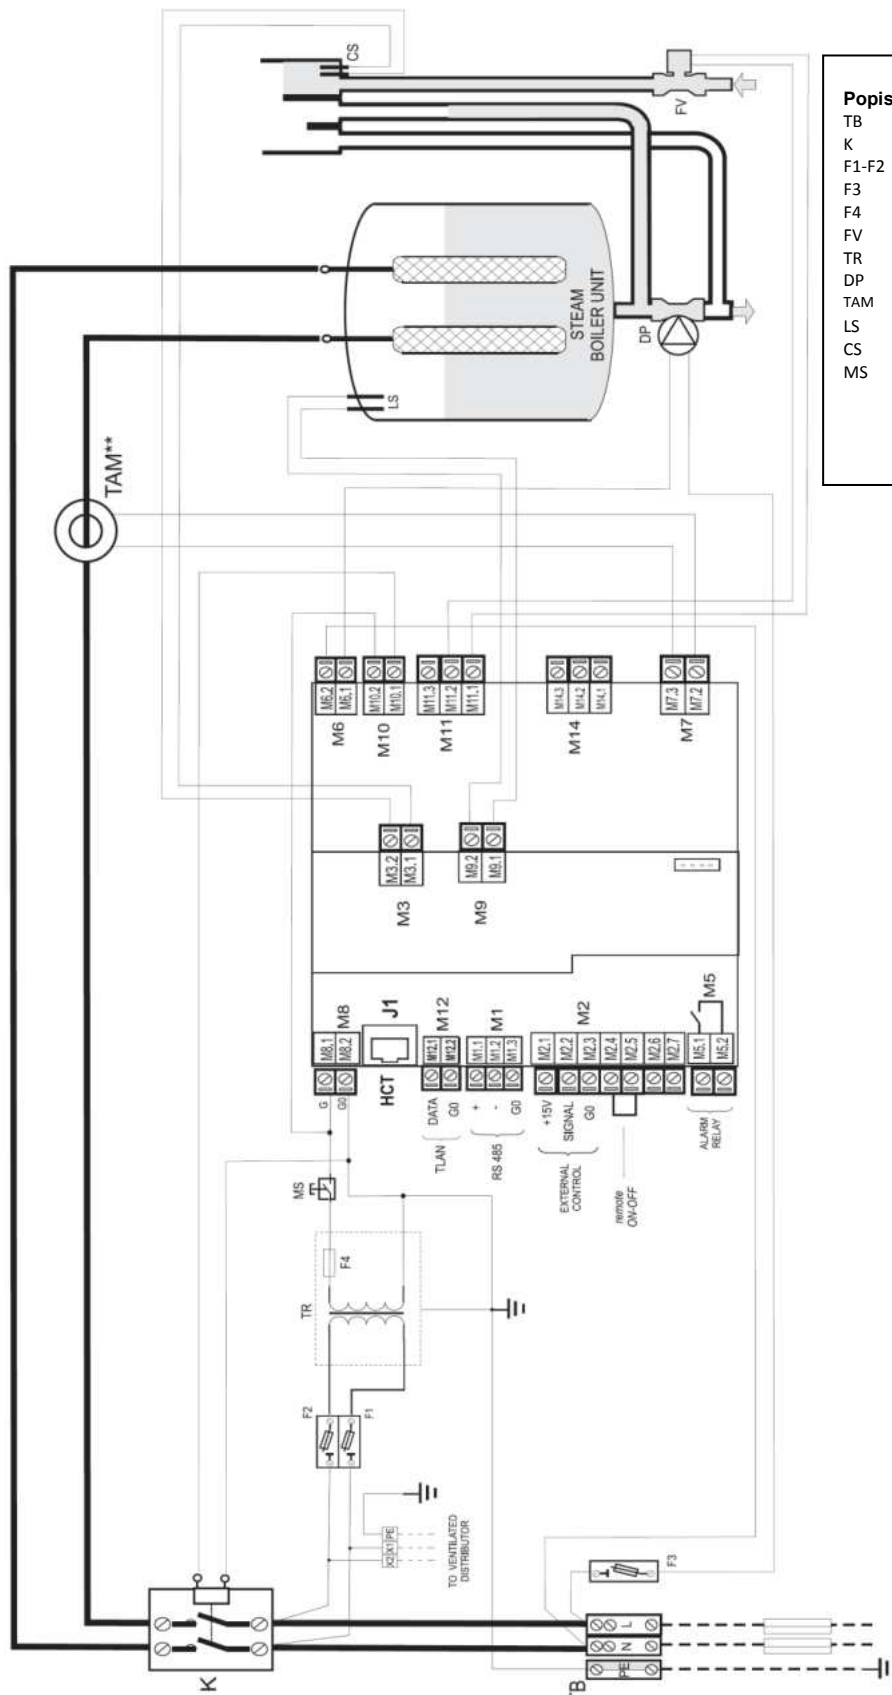 CS
FV
Popis
TB
K
F1-F2
F3
F4
FV
TR
DP
TAM
LS
CS
MS
STEAM
BOILER UNIT
DP
LS
TAM**
M6.2
M6.1
M6
M10.2
M10.1
M10
M11.3
M11.2
M11.1
M11
M14.3
M14.2
M14.1
M14
M7.3
M7.2
M7
M3.2
M3.1
M3
M9.2
M9.1
M9
M8.1
M8.2
M8
J1
HCT
M12.1
M12.2
M12
M1.1
M1.2
M1.3
M1
M2.1
M2.2
M2.3
M2.4
M2.5
M2.6
M2.7
M2
M5.1
M5.2
M5
G
G0
DATA
G0
TLAN
+
-
G0
RS 485
+15V
SIGNAL
G0
EXTERNAL
CONTROL
remote
ON-OFF
ALARM
RELAY
MS
F4
TR
F2
F1
X2
X1
PE
TO VENTILATED
DISTRIBUTOR
F3
K
L
N
PE
TB